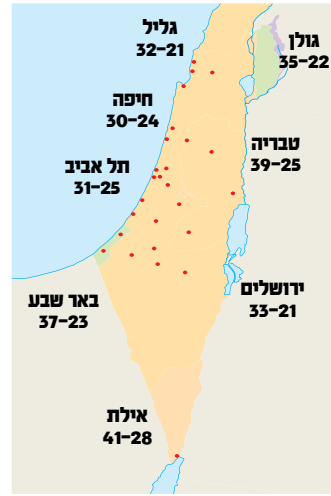 גליל
32-21
גולן
35-22
חיפה
30-24
טבריה
39-25
תל אביב
31-25
ירושלים
33-21
באר שבע
37-23
אילת
41-28